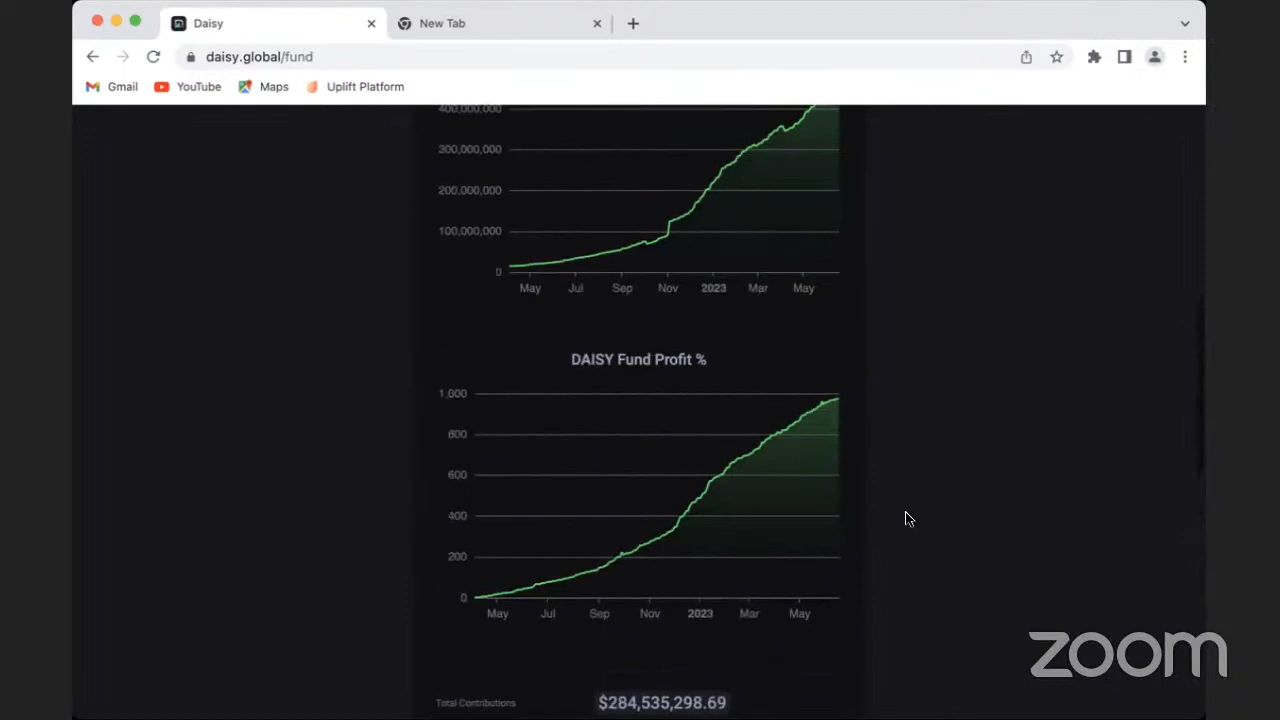 Daisy
New Tab
daisy.global/fund
Gmail
YouTube
Maps
Uplift Platform
400,000,000
300,000,000
200,000,000
100,000,000
0
May Jul Sep Nov 2023 Mar May
DAISY Fund Profit %
1,000
800
600
400
200
0
May Jul Sep Nov 2023 Mar May
Total Contributions $284,535,298.69
zoom